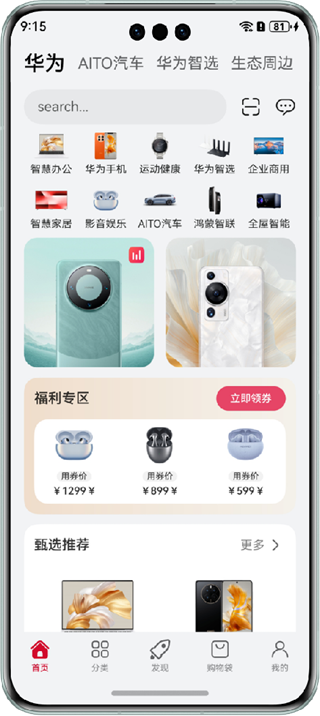 9:15
81
华为 AITO汽车 华为智选 生态周边
search...
智慧办公 华为手机 运动健康 华为智选 企业商用
智慧家居 影音娱乐 AITO汽车 鸿蒙智联 全屋智能
福利专区 立即领券
用券价 用券价 用券价
¥1299¥ ¥899¥ ¥599¥
甄选推荐 更多
首页 分类 发现 购物袋 我的